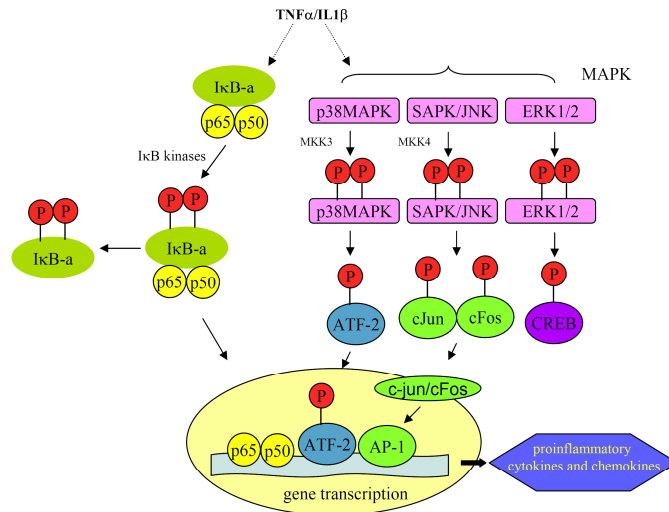 TNFα/IL1β
MAPK
IκB-a
p65 p50
p38MAPK
SAPK/JNK
ERK1/2
IκB kinases
MKK3
MKK4
P P
P P
P P
p38MAPK
SAPK/JNK
ERK1/2
P P
P P
IκB-a
IκB-a
p65 p50
P
P
P
P
ATF-2
cJun
cFos
CREB
c-jun/cFos
P
p65 p50
ATF-2
AP-1
gene transcription
proinflammatory
cytokines and chemokines